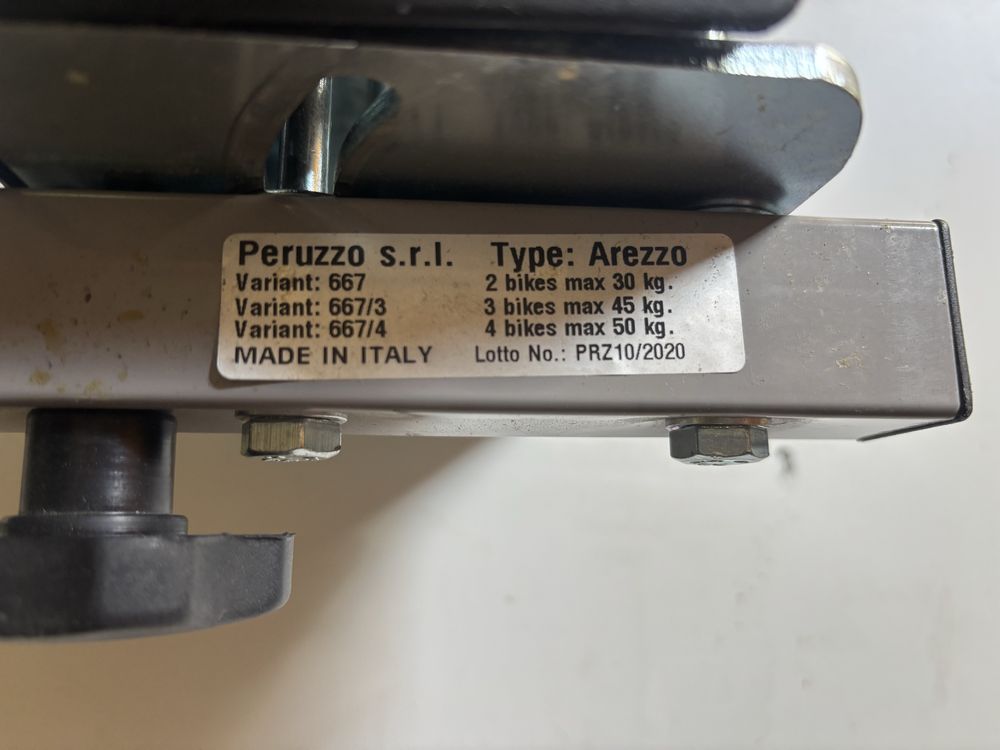 Peruzzo s.r.l. Type: Arezzo
Variant: 667 2 bikes max 30 kg.
Variant: 667/3 3 bikes max 45 kg.
Variant: 667/4 4 bikes max 50 kg.
MADE IN ITALY Lotto No.: PRZ10/2020